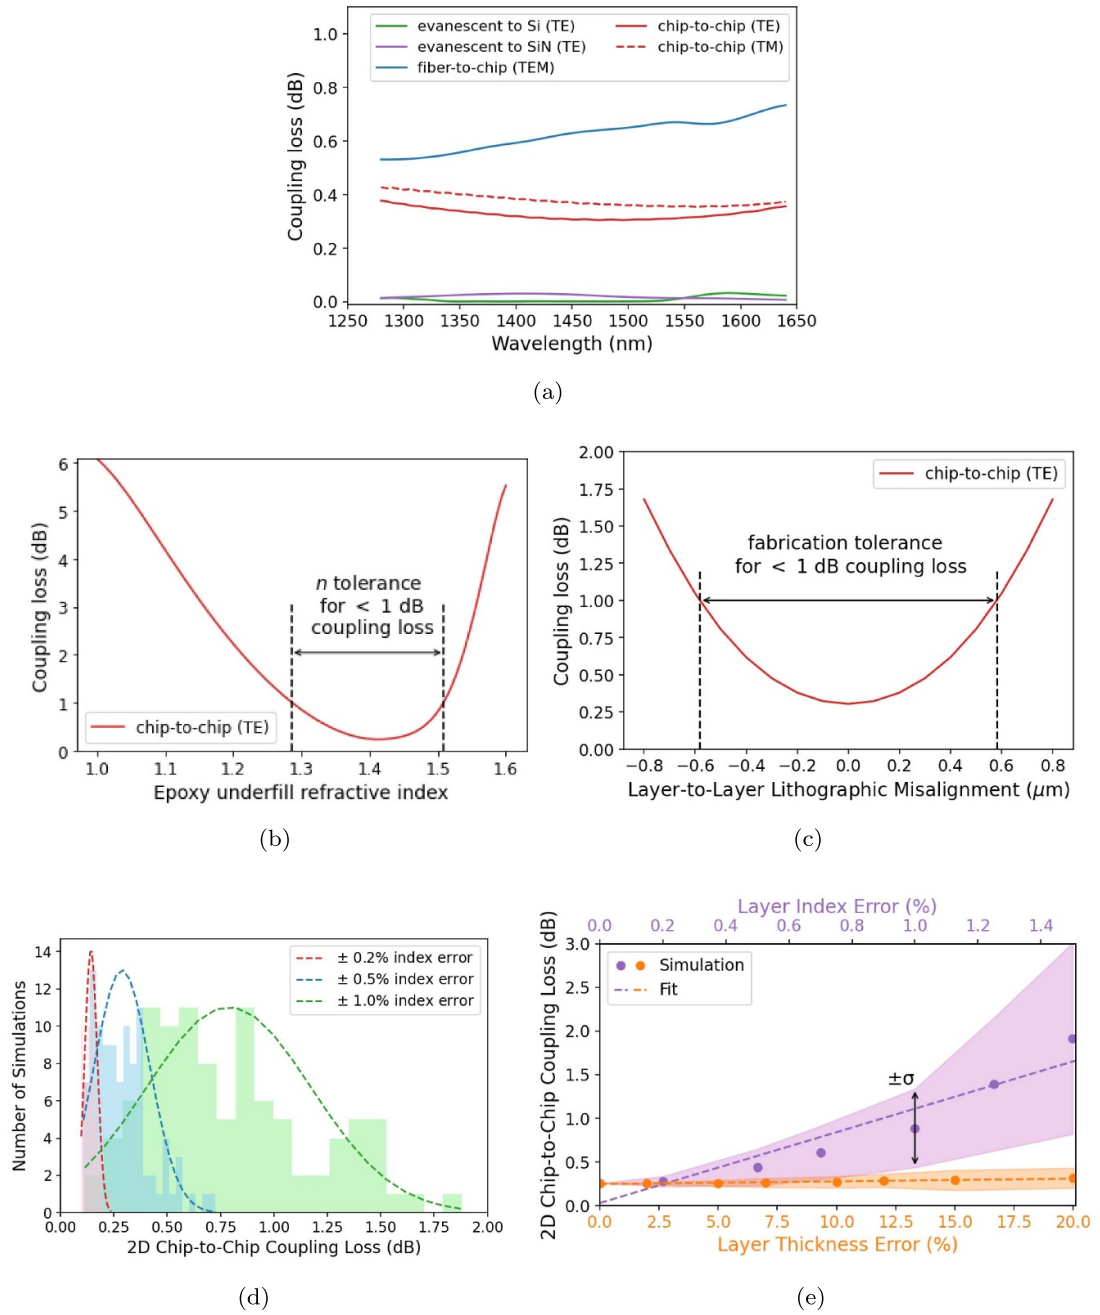 evanescent to Si (TE)
evanescent to SiN (TE)
fiber-to-chip (TEM)
chip-to-chip (TE)
chip-to-chip (TM)
Coupling loss (dB)
1.0
0.8
0.6
0.4
0.2
0.0
1250 1300 1350 1400 1450 1500 1550 1600 1650
Wavelength (nm)
(a)
Coupling loss (dB)
6
5
4
3
2
1
0
n tolerance
for < 1 dB
coupling loss
chip-to-chip (TE)
1.0 1.1 1.2 1.3 1.4 1.5 1.6
Epoxy underfill refractive index
(b)
Coupling loss (dB)
2.00
1.75
1.50
1.25
1.00
0.75
0.50
0.25
0.00
chip-to-chip (TE)
fabrication tolerance
for < 1 dB coupling loss
−0.8 −0.6 −0.4 −0.2 0.0 0.2 0.4 0.6 0.8
Layer-to-Layer Lithographic Misalignment (μm)
(c)
Number of Simulations
14
12
10
8
6
4
2
0
± 0.2% index error
± 0.5% index error
± 1.0% index error
0.00 0.25 0.50 0.75 1.00 1.25 1.50 1.75 2.00
2D Chip-to-Chip Coupling Loss (dB)
(d)
Layer Index Error (%)
0.0 0.2 0.4 0.6 0.8 1.0 1.2 1.4
2D Chip-to-Chip Coupling Loss (dB)
3.0
2.5
2.0
1.5
1.0
0.5
0.0
Simulation
Fit
±σ
0.0 2.5 5.0 7.5 10.0 12.5 15.0 17.5 20.0
Layer Thickness Error (%)
(e)